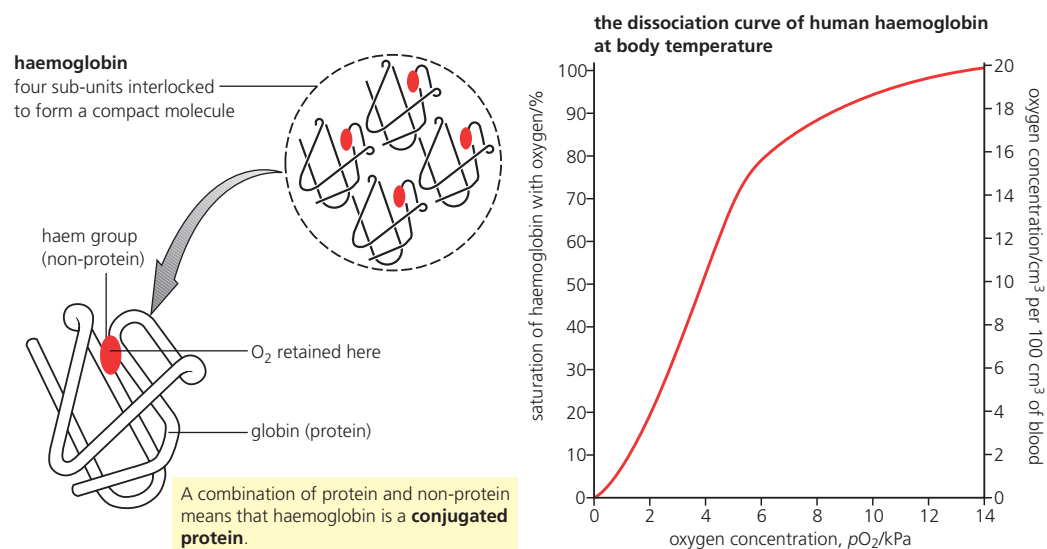 haemoglobin
four sub-units interlocked
to form a compact molecule
haem group
(non-protein)
O₂ retained here
globin (protein)
A combination of protein and non-protein
means that haemoglobin is a conjugated
protein.
the dissociation curve of human haemoglobin
at body temperature
saturation of haemoglobin with oxygen/%
100
90
80
70
60
50
40
30
20
10
0
20
18
16
14
12
10
8
6
4
2
0
oxygen concentration/cm³ per 100 cm³ of blood
0 2 4 6 8 10 12 14
oxygen concentration, pO₂/kPa